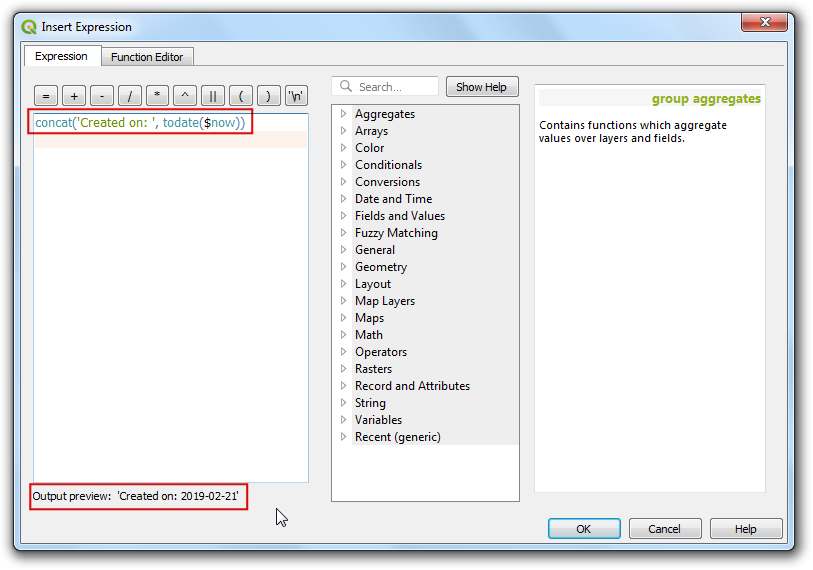 Insert Expression
Expression
Function Editor
= + - / * ^ || ( ) '\n'
concat('Created on: ', todate($now))
Output preview: 'Created on: 2019-02-21'
Search...
Show Help
Aggregates
Arrays
Color
Conditionals
Conversions
Date and Time
Fields and Values
Fuzzy Matching
General
Geometry
Layout
Map Layers
Maps
Math
Operators
Rasters
Record and Attributes
String
Variables
Recent (generic)
group aggregates
Contains functions which aggregate
values over layers and fields.
OK
Cancel
Help